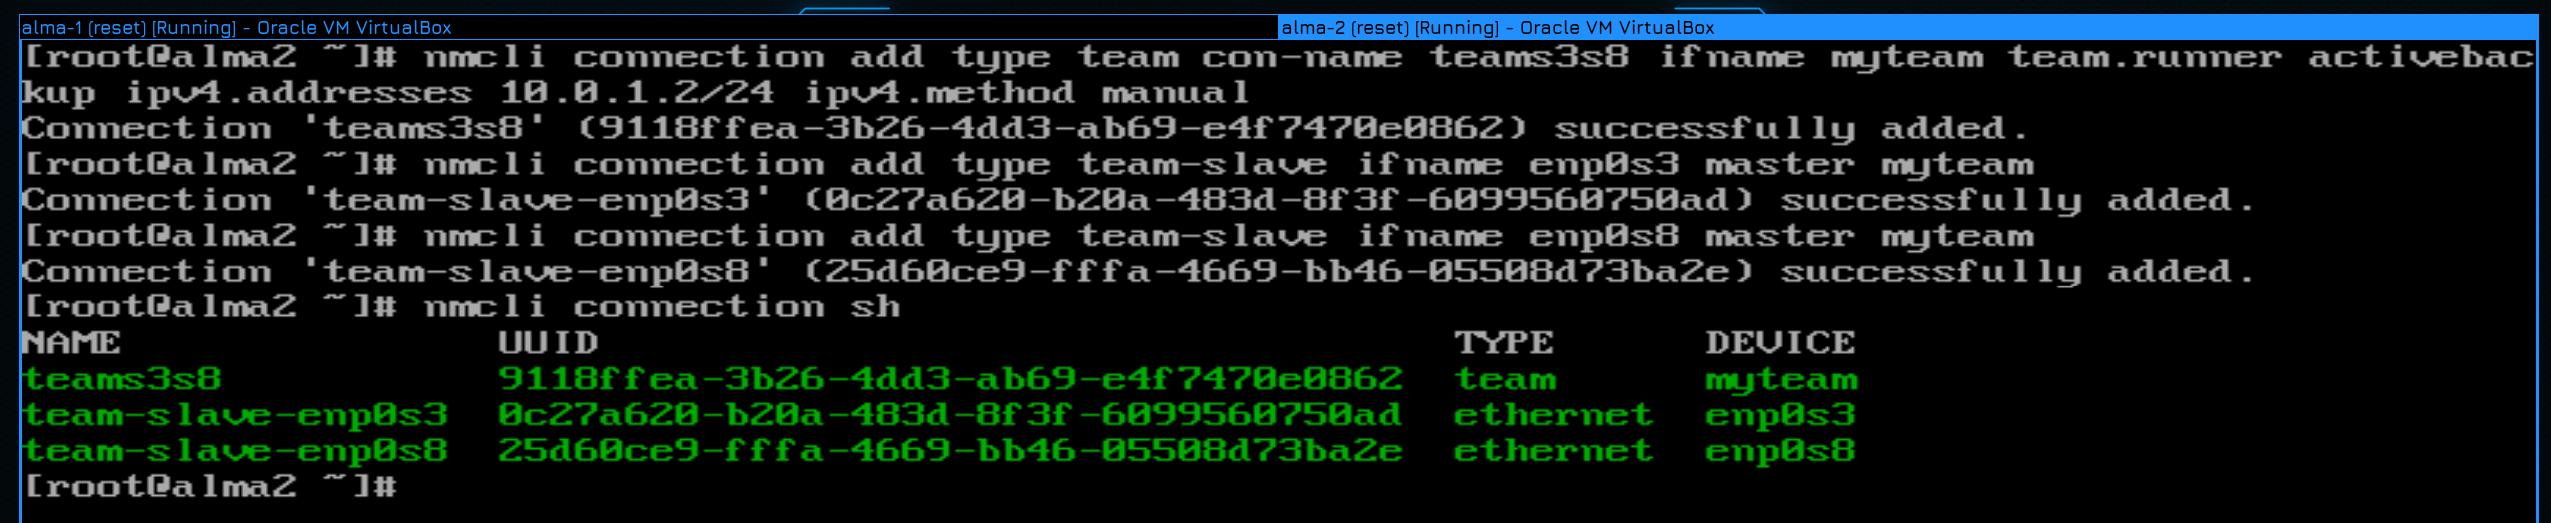 alma-1 (reset) [Running] - Oracle VM VirtualBox
alma-2 (reset) [Running] - Oracle VM VirtualBox
[root@alma2 ~]# nmcli connection add type team con-name teams3s8 ifname myteam team.runner activebac
kup ipv4.addresses 10.0.1.2/24 ipv4.method manual
Connection 'teams3s8' (9118ffea-3b26-4dd3-ab69-e4f7470e0862) successfully added.
[root@alma2 ~]# nmcli connection add type team-slave ifname enp0s3 master myteam
Connection 'team-slave-enp0s3' (0c27a620-b20a-483d-8f3f-6099560750ad) successfully added.
[root@alma2 ~]# nmcli connection add type team-slave ifname enp0s8 master myteam
Connection 'team-slave-enp0s8' (25d60ce9-fffa-4669-bb46-05508d73ba2e) successfully added.
[root@alma2 ~]# nmcli connection sh
NAME UUID TYPE DEVICE
teams3s8 9118ffea-3b26-4dd3-ab69-e4f7470e0862 team myteam
team-slave-enp0s3 0c27a620-b20a-483d-8f3f-6099560750ad ethernet enp0s3
team-slave-enp0s8 25d60ce9-fffa-4669-bb46-05508d73ba2e ethernet enp0s8
[root@alma2 ~]#